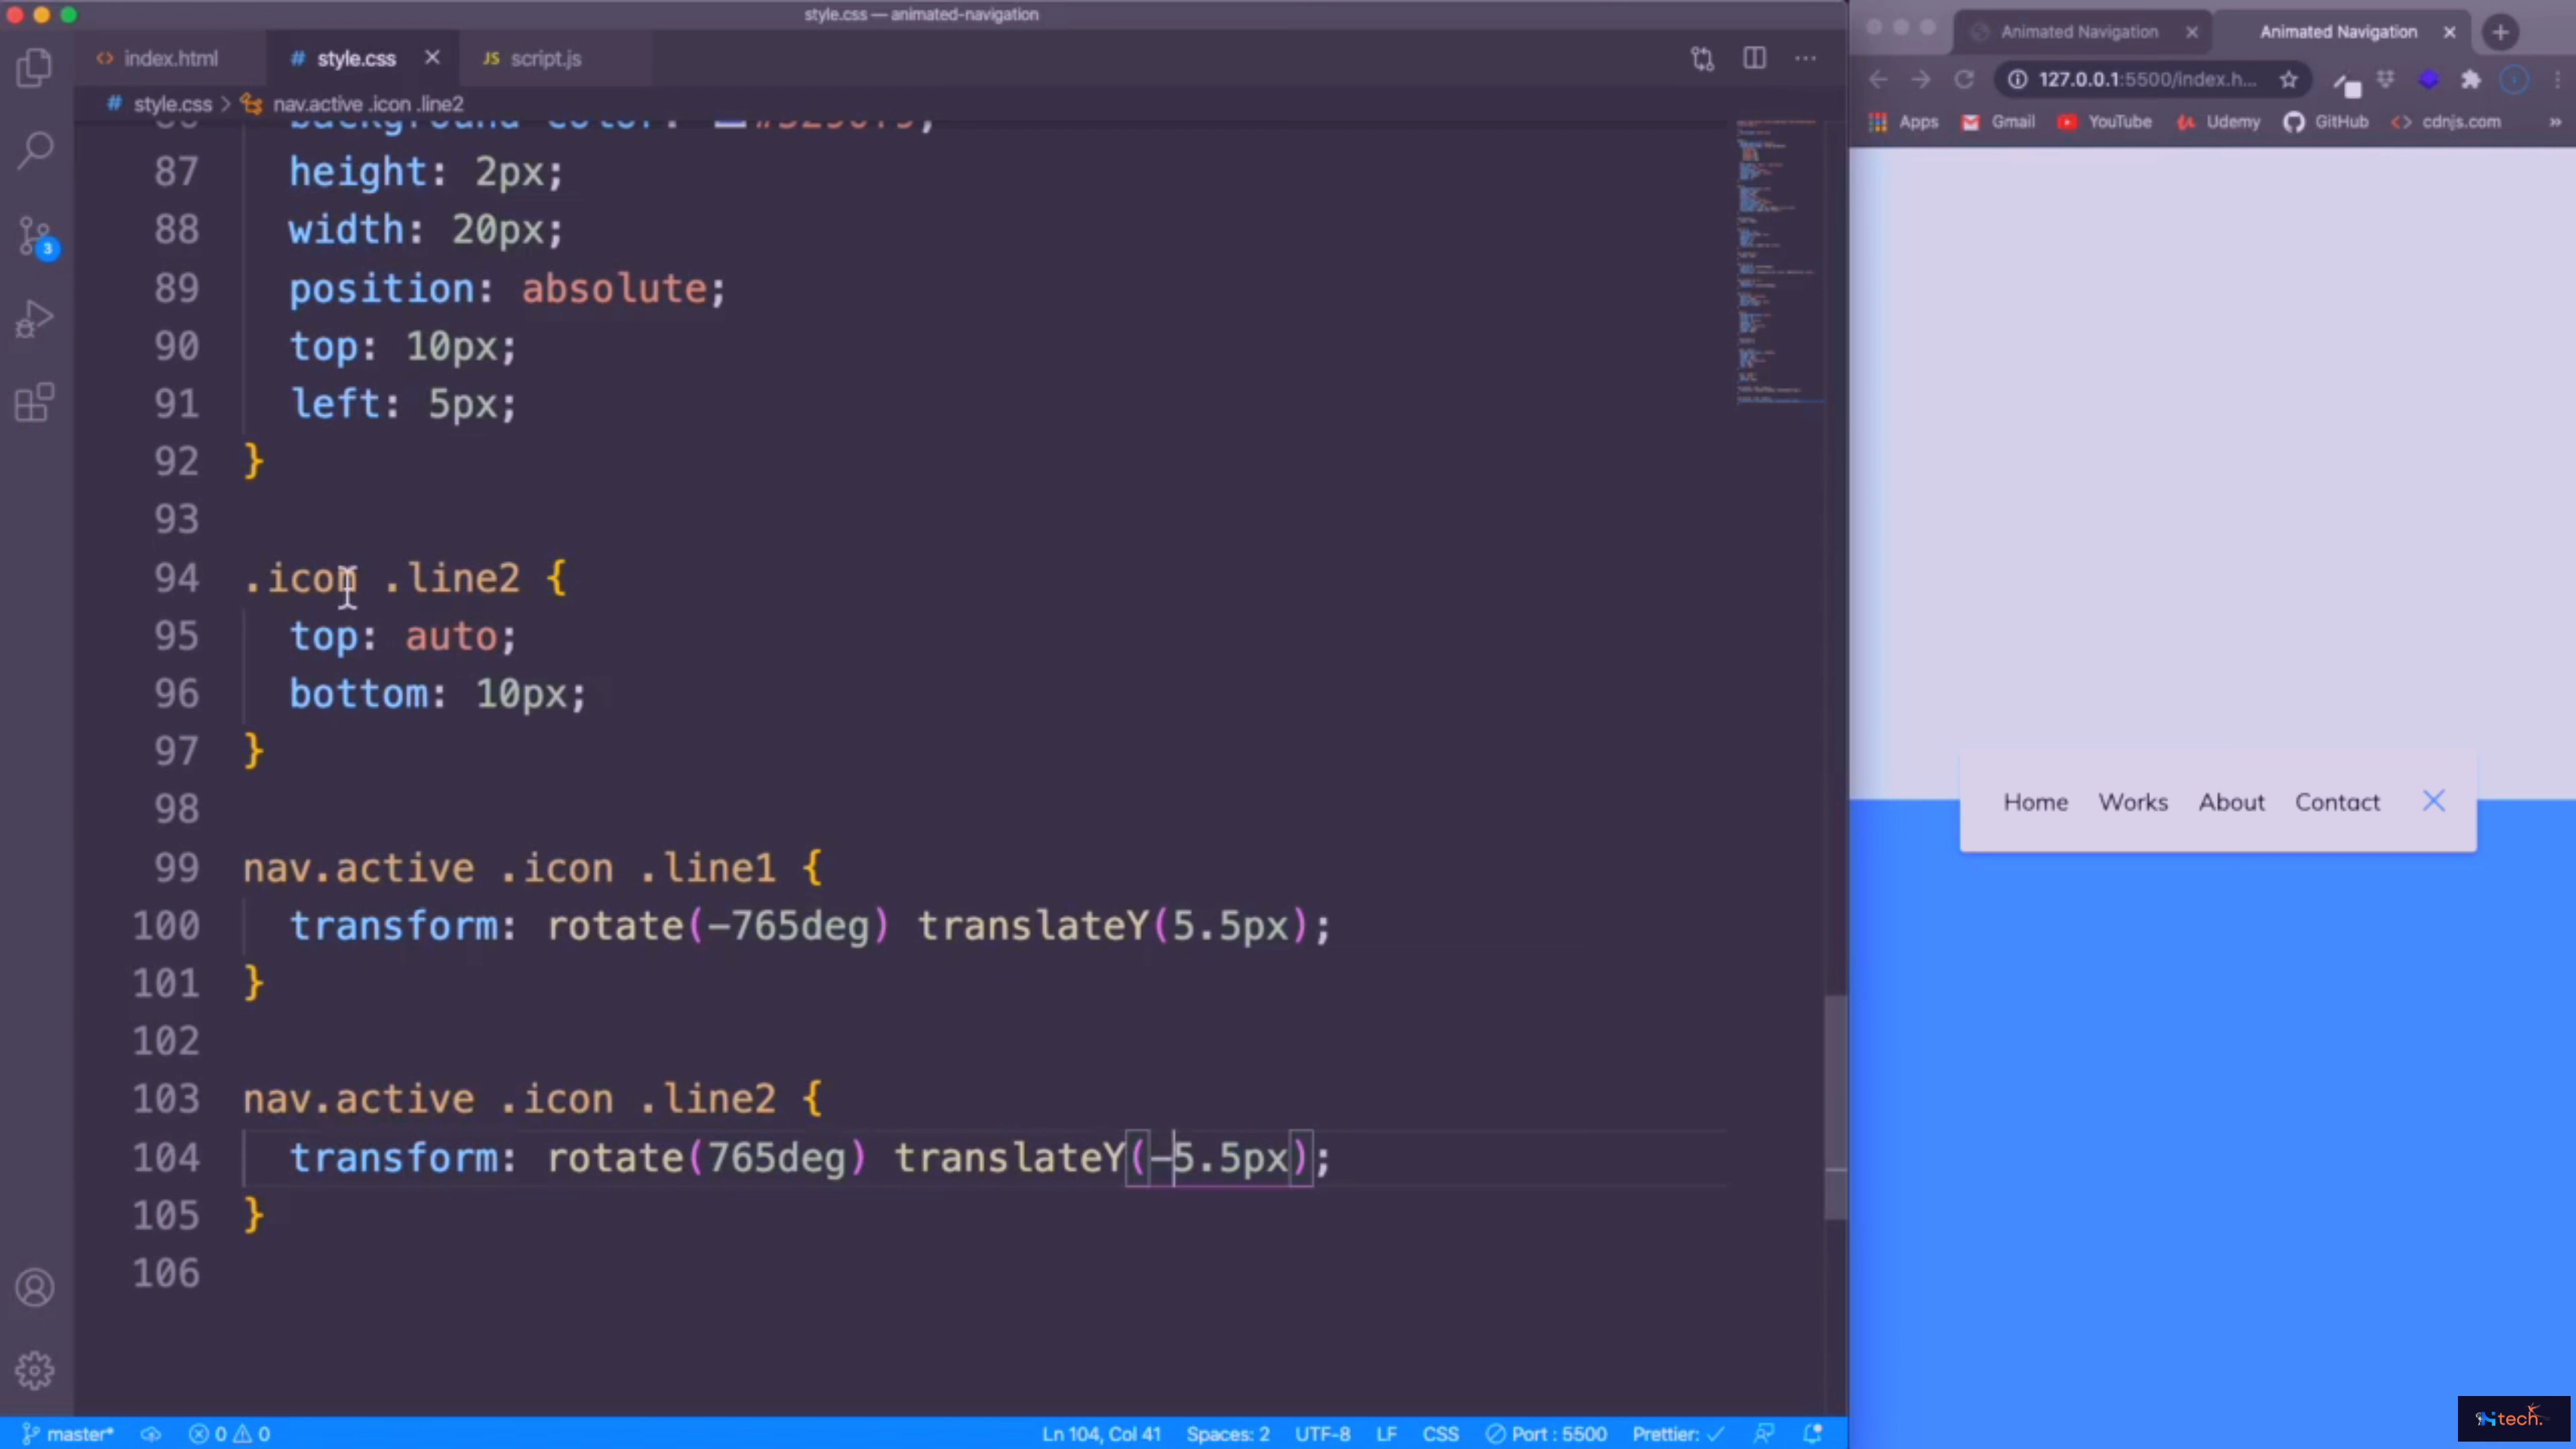 style.css — animated-navigation
index.html
# style.css
JS script.js
# style.css > nav.active .icon .line2
3
87 height: 2px;
88 width: 20px;
89 position: absolute;
90 top: 10px;
91 left: 5px;
92 }
93
94 .icon .line2 {
95 top: auto;
96 bottom: 10px;
97 }
98
99 nav.active .icon .line1 {
100 transform: rotate(-765deg) translateY(5.5px);
101 }
102
103 nav.active .icon .line2 {
104 transform: rotate(765deg) translateY(-5.5px);
105 }
106
master* 0 0 Ln 104, Col 41 Spaces: 2 UTF-8 LF CSS Port : 5500 Prettier: ✓
Animated Navigation
Animated Navigation
127.0.0.1:5500/index.h...
Apps Gmail YouTube Udemy GitHub cdnjs.com »
Home Works About Contact
tech.